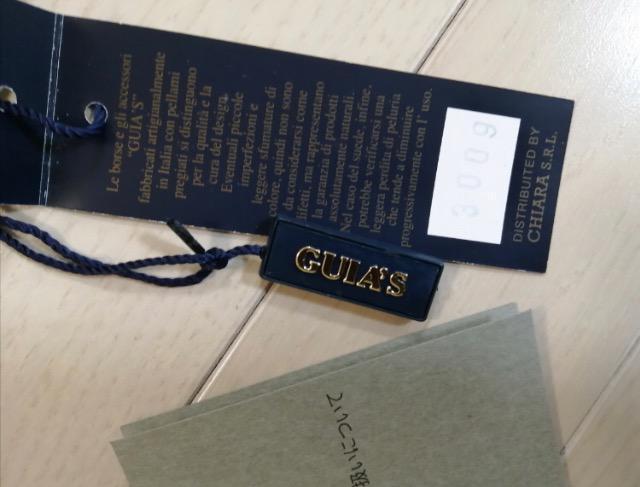 Le borse e gli accessori
"GUIA'S"
fabbricati artigianalmente
in Italia con pellami
pregiati si distinguono
per la qualità e la
cura del design.
Eventuali piccole
imperfezioni e
leggere sfumature di
colore, quindi non sono
da considerarsi come
difetti, ma rappresentano
la garanzia di prodotti
assolutamente naturali.
Nel caso del suede, infine,
potrebbe verificarsi una
leggera perdita di peluria
che tende a diminuire
progressivamente con l' uso.
3009
DISTRIBUITED BY
CHIARA S.R.L.
GUIA'S